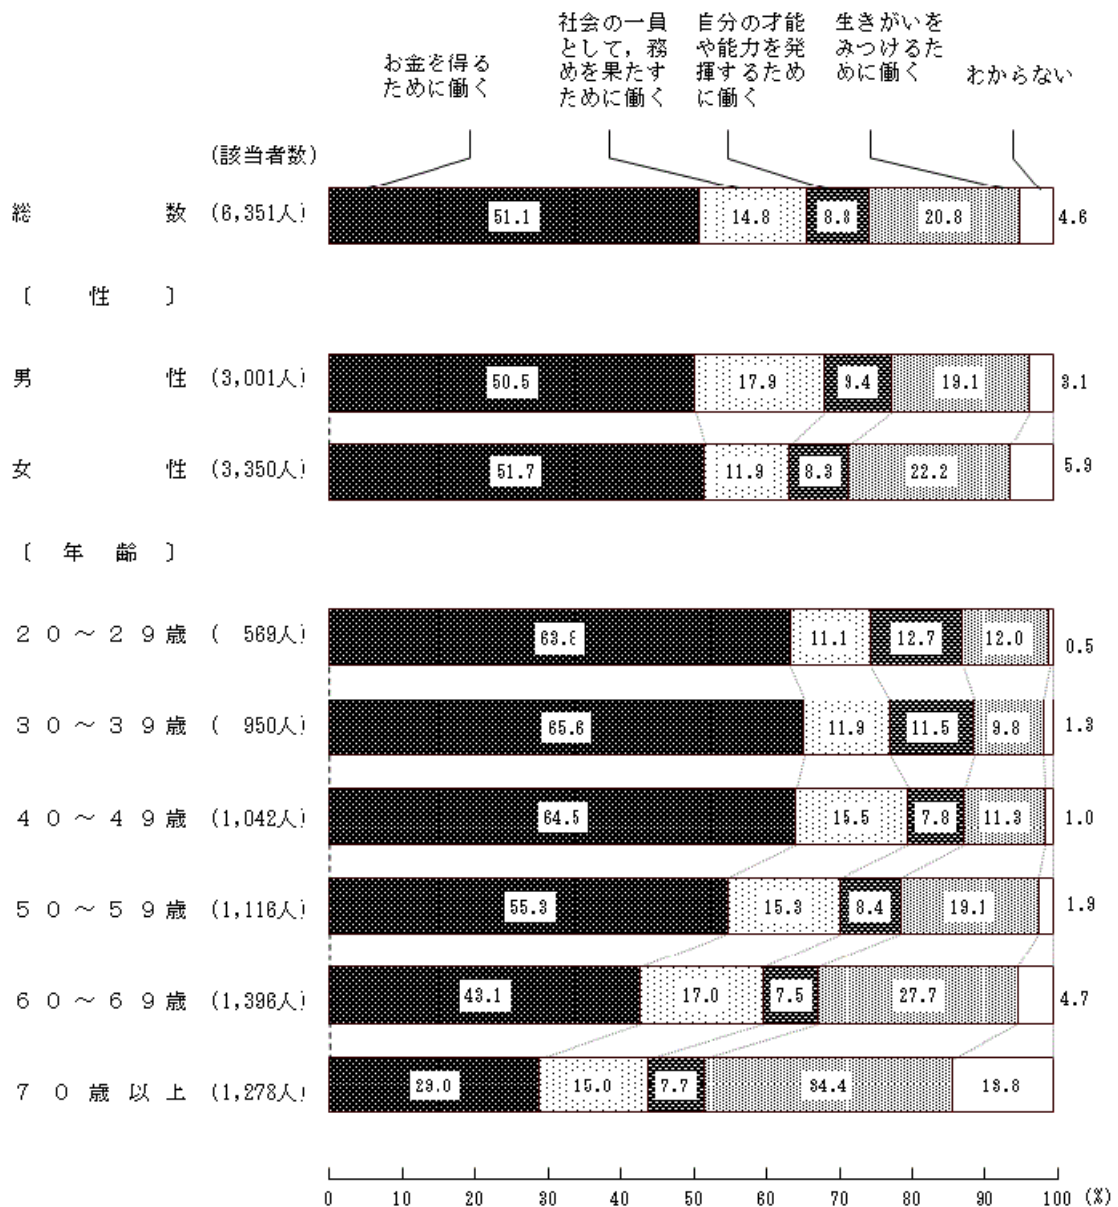 お金を得る
ために働く
社会の一員
として，務
めを果たす
ために働く
自分の才能
や能力を発
揮するため
に働く
生きがいを
みつけるた
めに働く
わからない
(該当者数)
総 数 (6,351人) 51.1 14.8 8.8 20.8 4.6
〔 性 〕
男 性 (3,001人) 50.5 17.9 9.4 19.1 3.1
女 性 (3,350人) 51.7 11.9 8.3 22.2 5.9
〔 年 齢 〕
２０～２９歳 ( 569人) 63.8 11.1 12.7 12.0 0.5
３０～３９歳 ( 950人) 65.6 11.9 11.5 9.8 1.3
４０～４９歳 (1,042人) 64.5 15.5 7.8 11.3 1.0
５０～５９歳 (1,116人) 55.3 15.3 8.4 19.1 1.9
６０～６９歳 (1,396人) 43.1 17.0 7.5 27.7 4.7
７０歳以上 (1,278人) 29.0 15.0 7.7 34.4 13.8
0 10 20 30 40 50 60 70 80 90 100 (%)